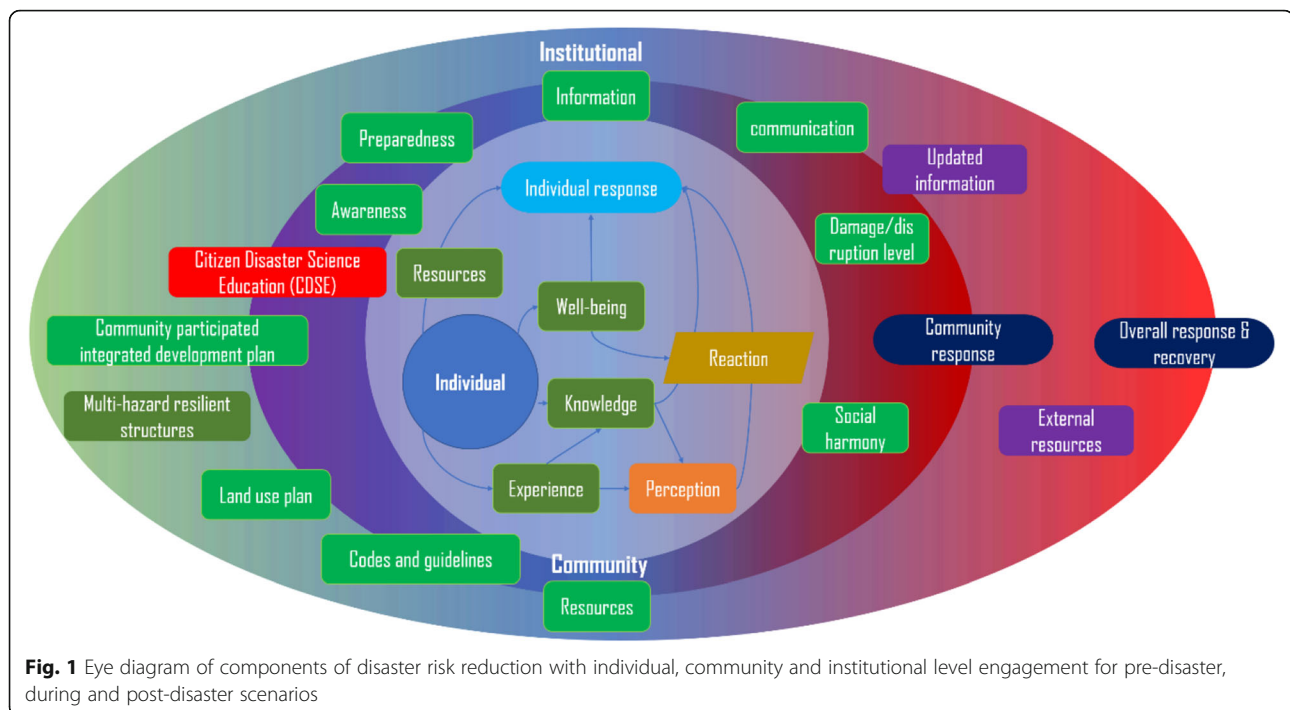 Institutional
Information
communication
Preparedness
Updated
information
Individual response
Awareness
Damage/dis
ruption level
Citizen Disaster Science
Education (CDSE)
Resources
Well-being
Community participated
integrated development plan
Community
response
Overall response &
recovery
Reaction
Individual
Multi-hazard resilient
structures
Knowledge
Social
harmony
External
resources
Land use plan
Experience
Perception
Codes and guidelines
Community
Resources
Fig. 1 Eye diagram of components of disaster risk reduction with individual, community and institutional level engagement for pre-disaster,
during and post-disaster scenarios